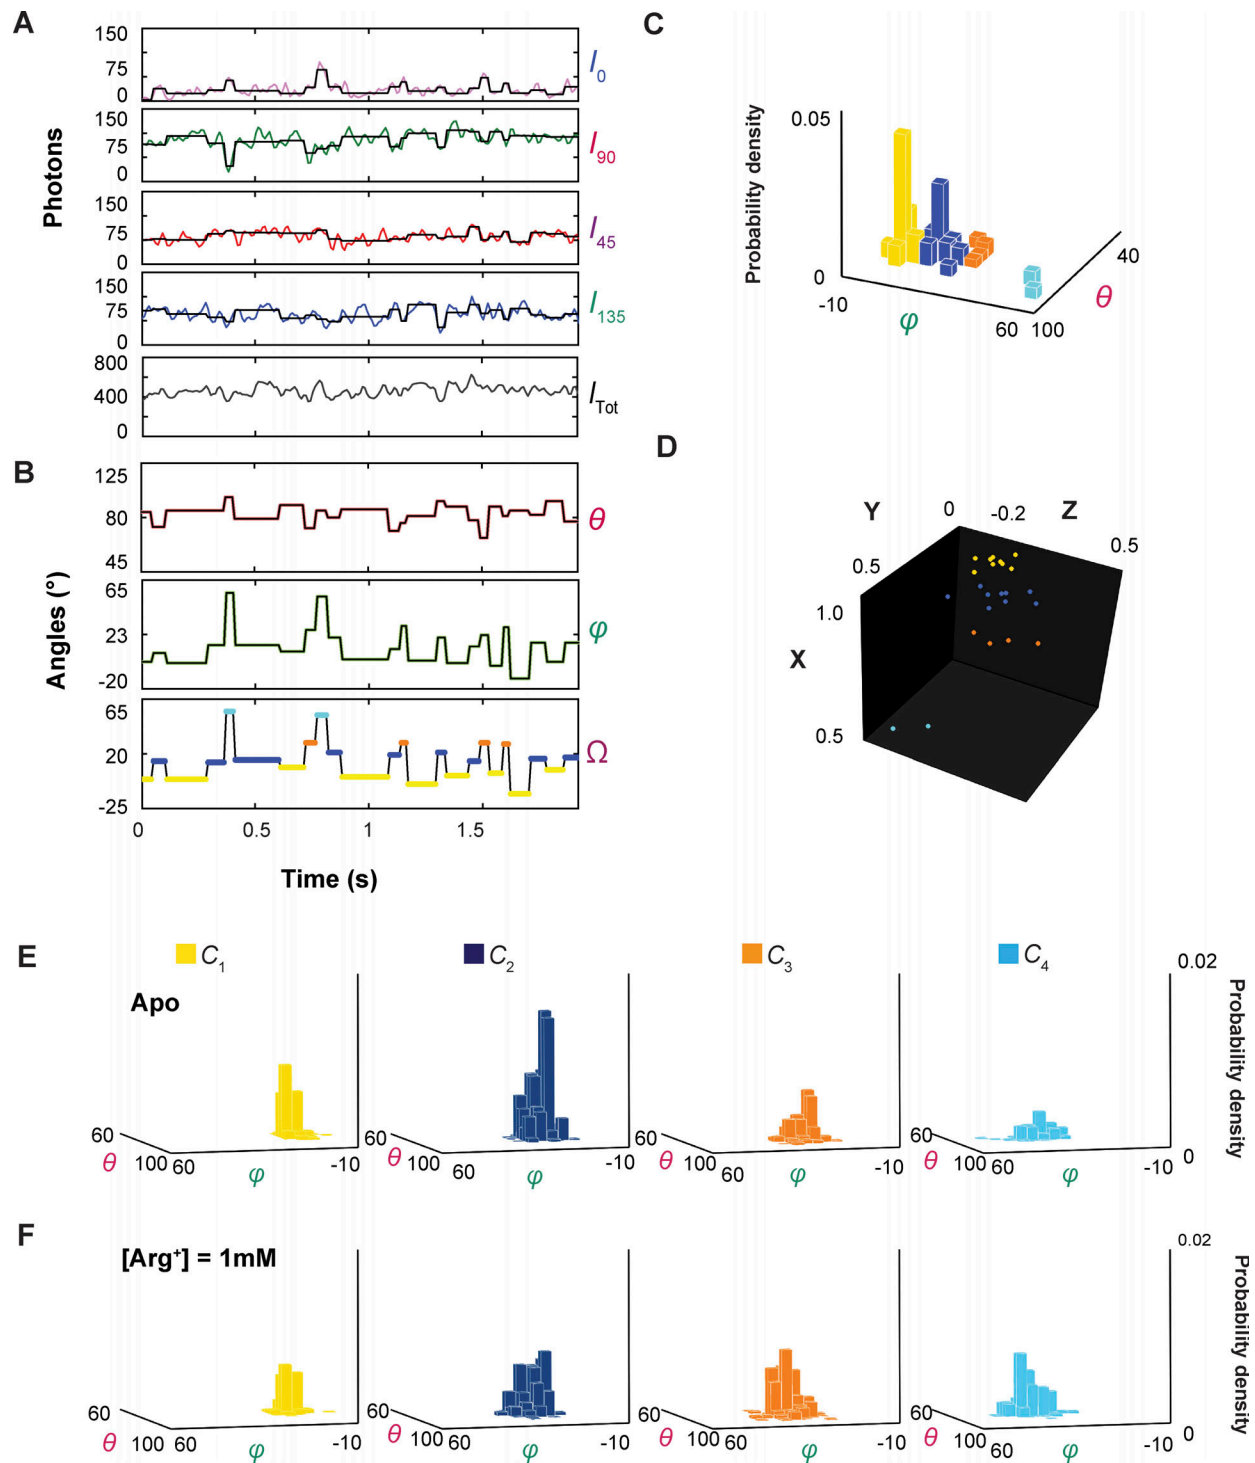 A
Photons
150
75
0
I0
150
75
0
I90
150
75
0
I45
150
75
0
I135
800
400
0
ITot
B
Angles (°)
125
80
45
θ
65
23
-20
φ
65
20
-25
Ω
0 0.5 1 1.5
Time (s)
C
Probability density
0.05
0
-10
φ
60 100
40
θ
D
Y
0
-0.2
Z
0.5
0.5
1.0
X
0.5
E
C1 C2 C3 C4
Apo
0.02
Probability density
60 60 60 60
θ 100 60 φ -10
θ 100 60 φ -10
θ 100 60 φ -10
θ 100 60 φ -10
0
F
[Arg+] = 1mM
0.02
Probability density
60 60 60 60
θ 100 60 φ -10
θ 100 60 φ -10
θ 100 60 φ -10
θ 100 60 φ -10
0